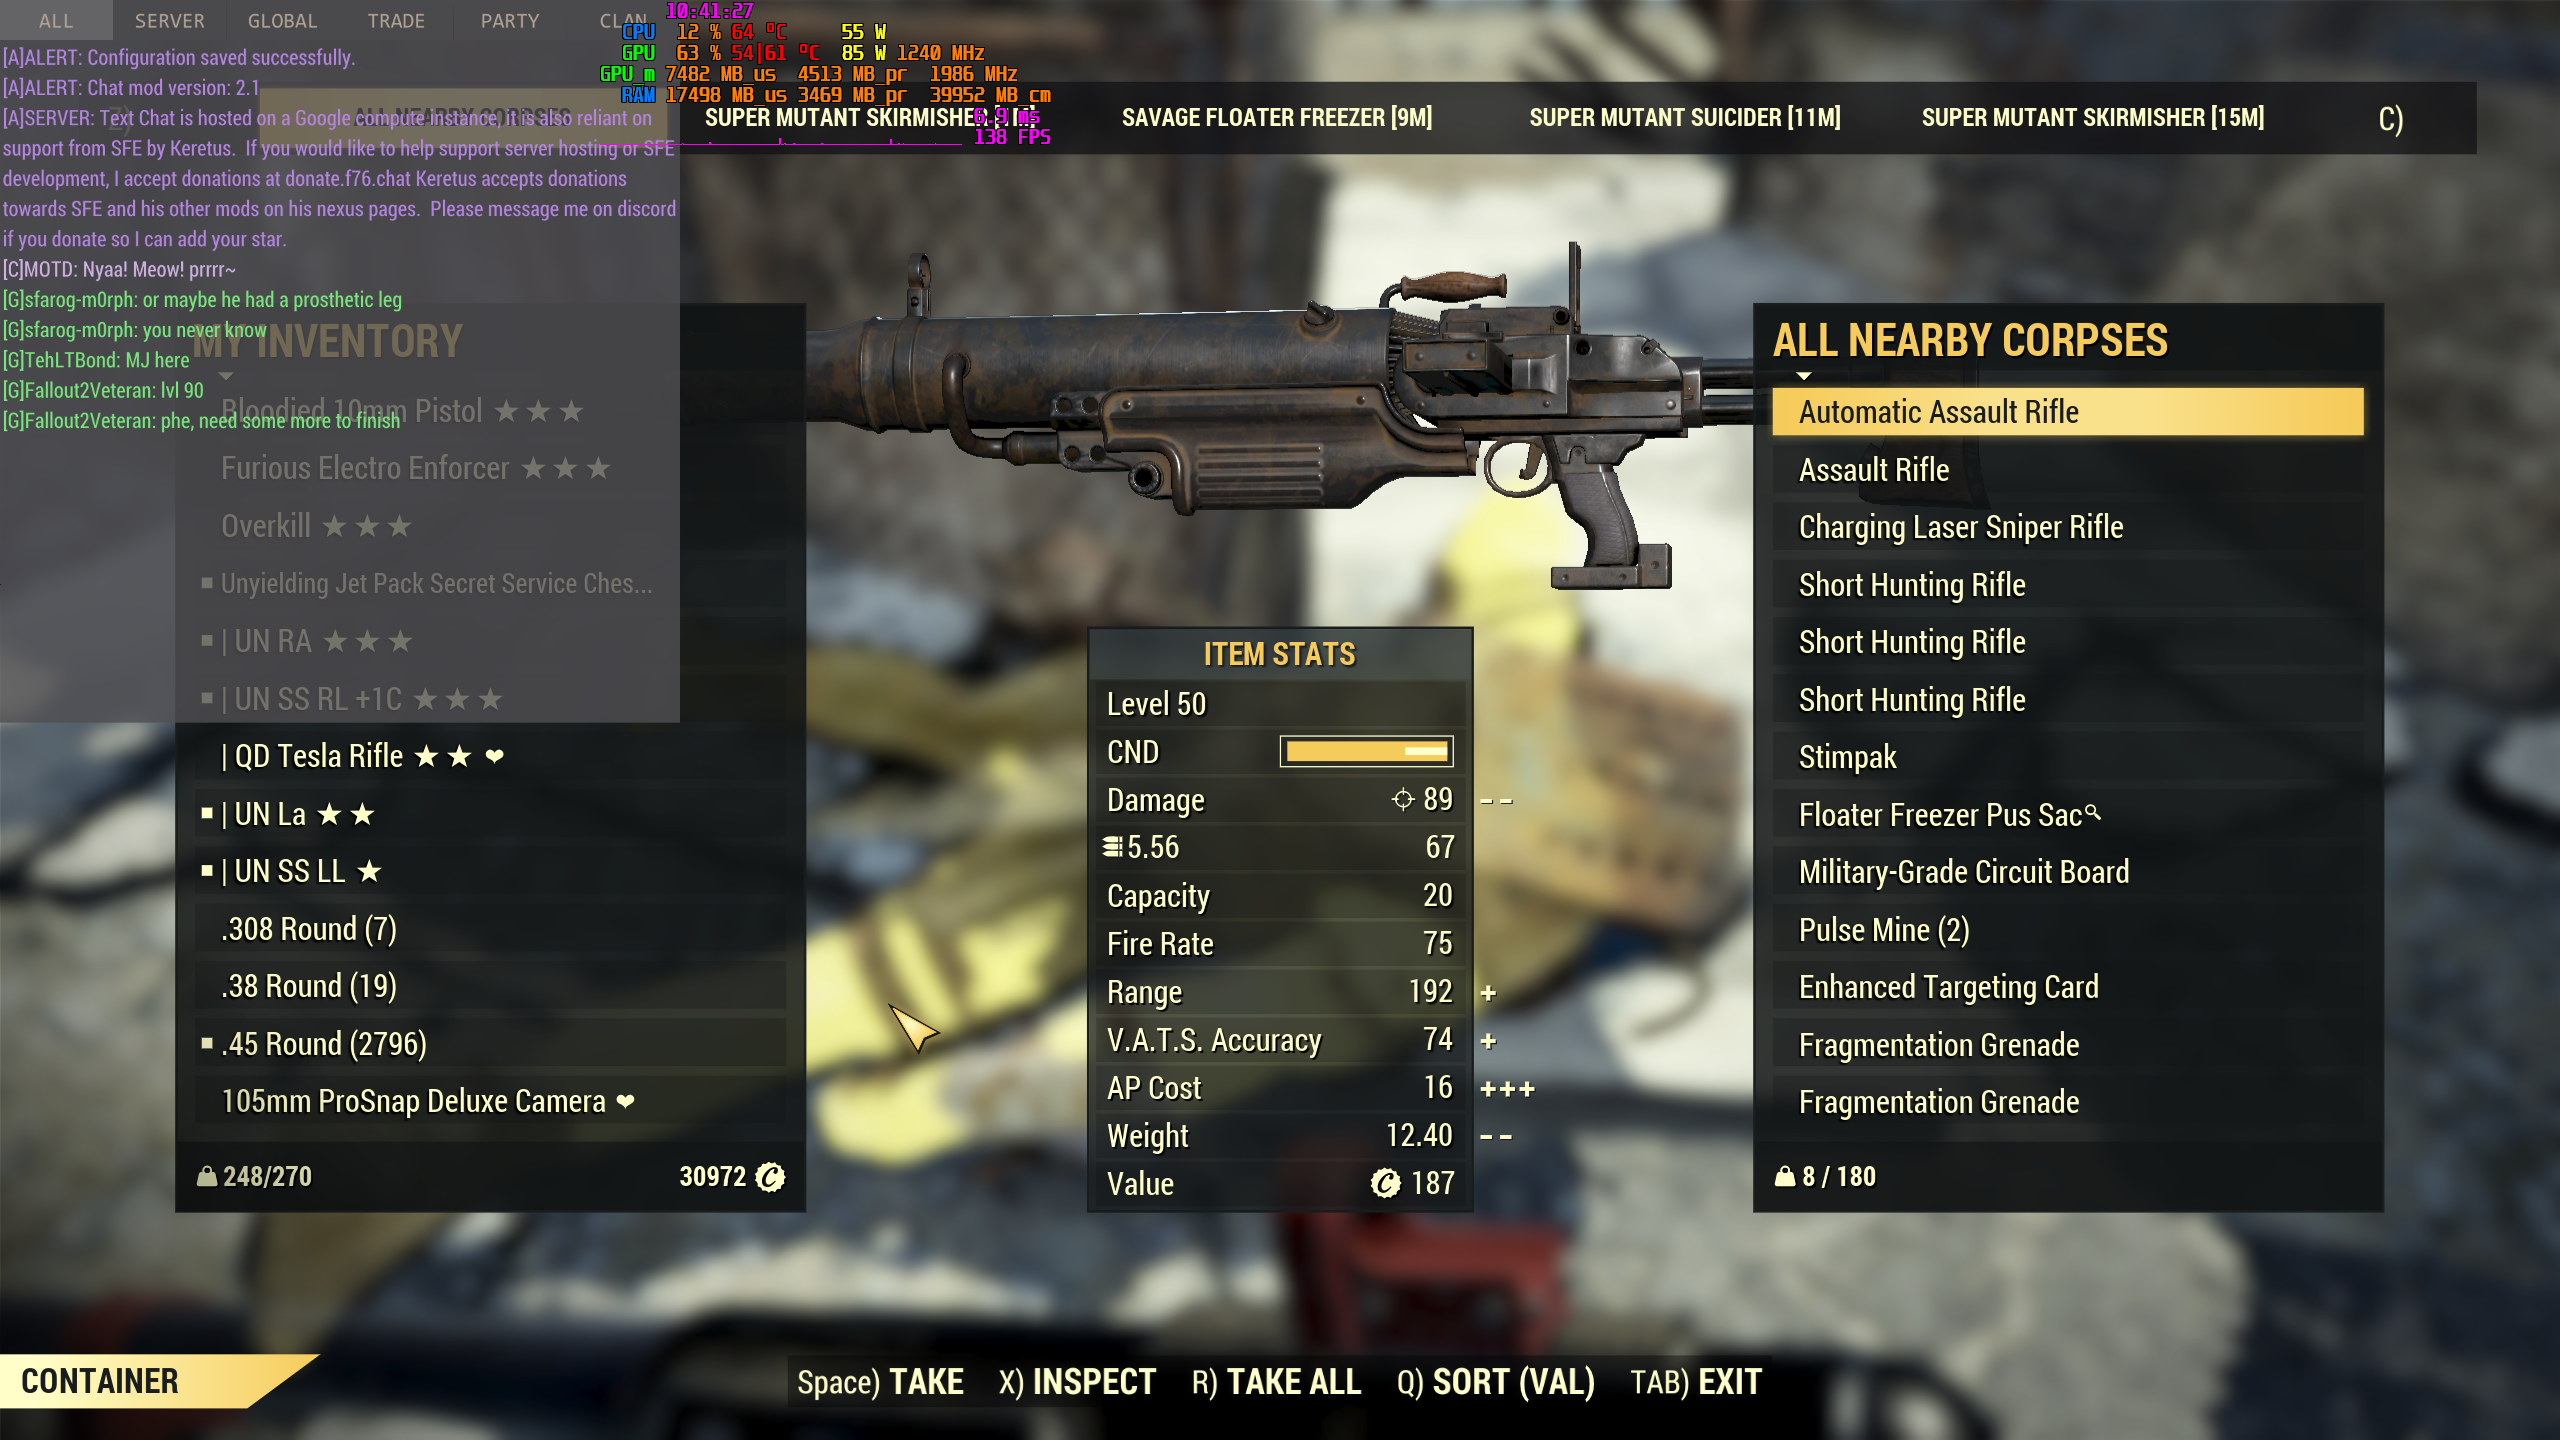 ALL SERVER GLOBAL TRADE PARTY CLAN
10:41:27
CPU 12 % 64 °C 55 W
GPU 63 % 54|61 °C 85 W 1240 MHz
GPU_m 7482 MB_us 4513 MB_pr 1986 MHz
RAM 17498 MB_us 3469 MB_pr 39952 MB_cm
6.9 ms
138 FPS
[A]ALERT: Configuration saved successfully.
[A]ALERT: Chat mod version: 2.1
[A]SERVER: Text Chat is hosted on a Google compute instance, it is also reliant on
support from SFE by Keretus. If you would like to help support server hosting or SFE
development, I accept donations at donate.f76.chat Keretus accepts donations
towards SFE and his other mods on his nexus pages. Please message me on discord
if you donate so I can add your star.
[C]MOTD: Nyaa! Meow! prrrr~
[G]sfarog-m0rph: or maybe he had a prosthetic leg
[G]sfarog-m0rph: you never know
[G]TehLTBond: MJ here
[G]Fallout2Veteran: lvl 90
[G]Fallout2Veteran: phe, need some more to finish
Z) ALL NEARBY CORPSES SUPER MUTANT SKIRMISHER SAVAGE FLOATER FREEZER [9M] SUPER MUTANT SUICIDER [11M] SUPER MUTANT SKIRMISHER [15M] C)
MY INVENTORY
Bloodied 10mm Pistol ★ ★ ★
Furious Electro Enforcer ★ ★ ★
Overkill ★ ★ ★
Unyielding Jet Pack Secret Service Ches...
| UN RA ★ ★ ★
| UN SS RL +1C ★ ★ ★
| QD Tesla Rifle ★ ★ ❤
| UN La ★ ★
| UN SS LL ★
.308 Round (7)
.38 Round (19)
.45 Round (2796)
105mm ProSnap Deluxe Camera ❤
248/270 30972
ITEM STATS
Level 50
CND
Damage 89 - -
5.56 67
Capacity 20
Fire Rate 75
Range 192 +
V.A.T.S. Accuracy 74 +
AP Cost 16 +++
Weight 12.40 - -
Value 187
ALL NEARBY CORPSES
Automatic Assault Rifle
Assault Rifle
Charging Laser Sniper Rifle
Short Hunting Rifle
Short Hunting Rifle
Short Hunting Rifle
Stimpak
Floater Freezer Pus Sac
Military-Grade Circuit Board
Pulse Mine (2)
Enhanced Targeting Card
Fragmentation Grenade
Fragmentation Grenade
8 / 180
CONTAINER
Space) TAKE X) INSPECT R) TAKE ALL Q) SORT (VAL) TAB) EXIT